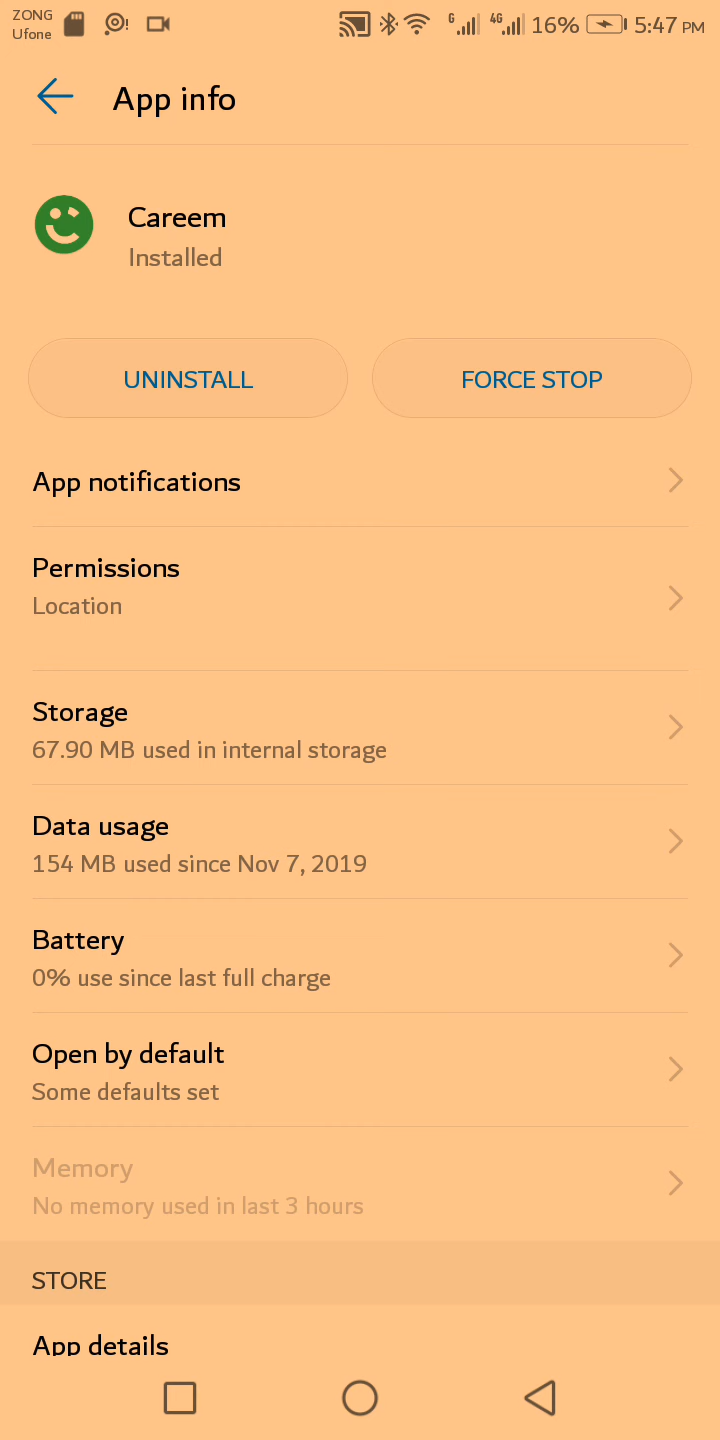 ZONG
Ufone
G 4G 16% 5:47 PM
App info
Careem
Installed
UNINSTALL
FORCE STOP
App notifications
Permissions
Location
Storage
67.90 MB used in internal storage
Data usage
154 MB used since Nov 7, 2019
Battery
0% use since last full charge
Open by default
Some defaults set
Memory
No memory used in last 3 hours
STORE
App details